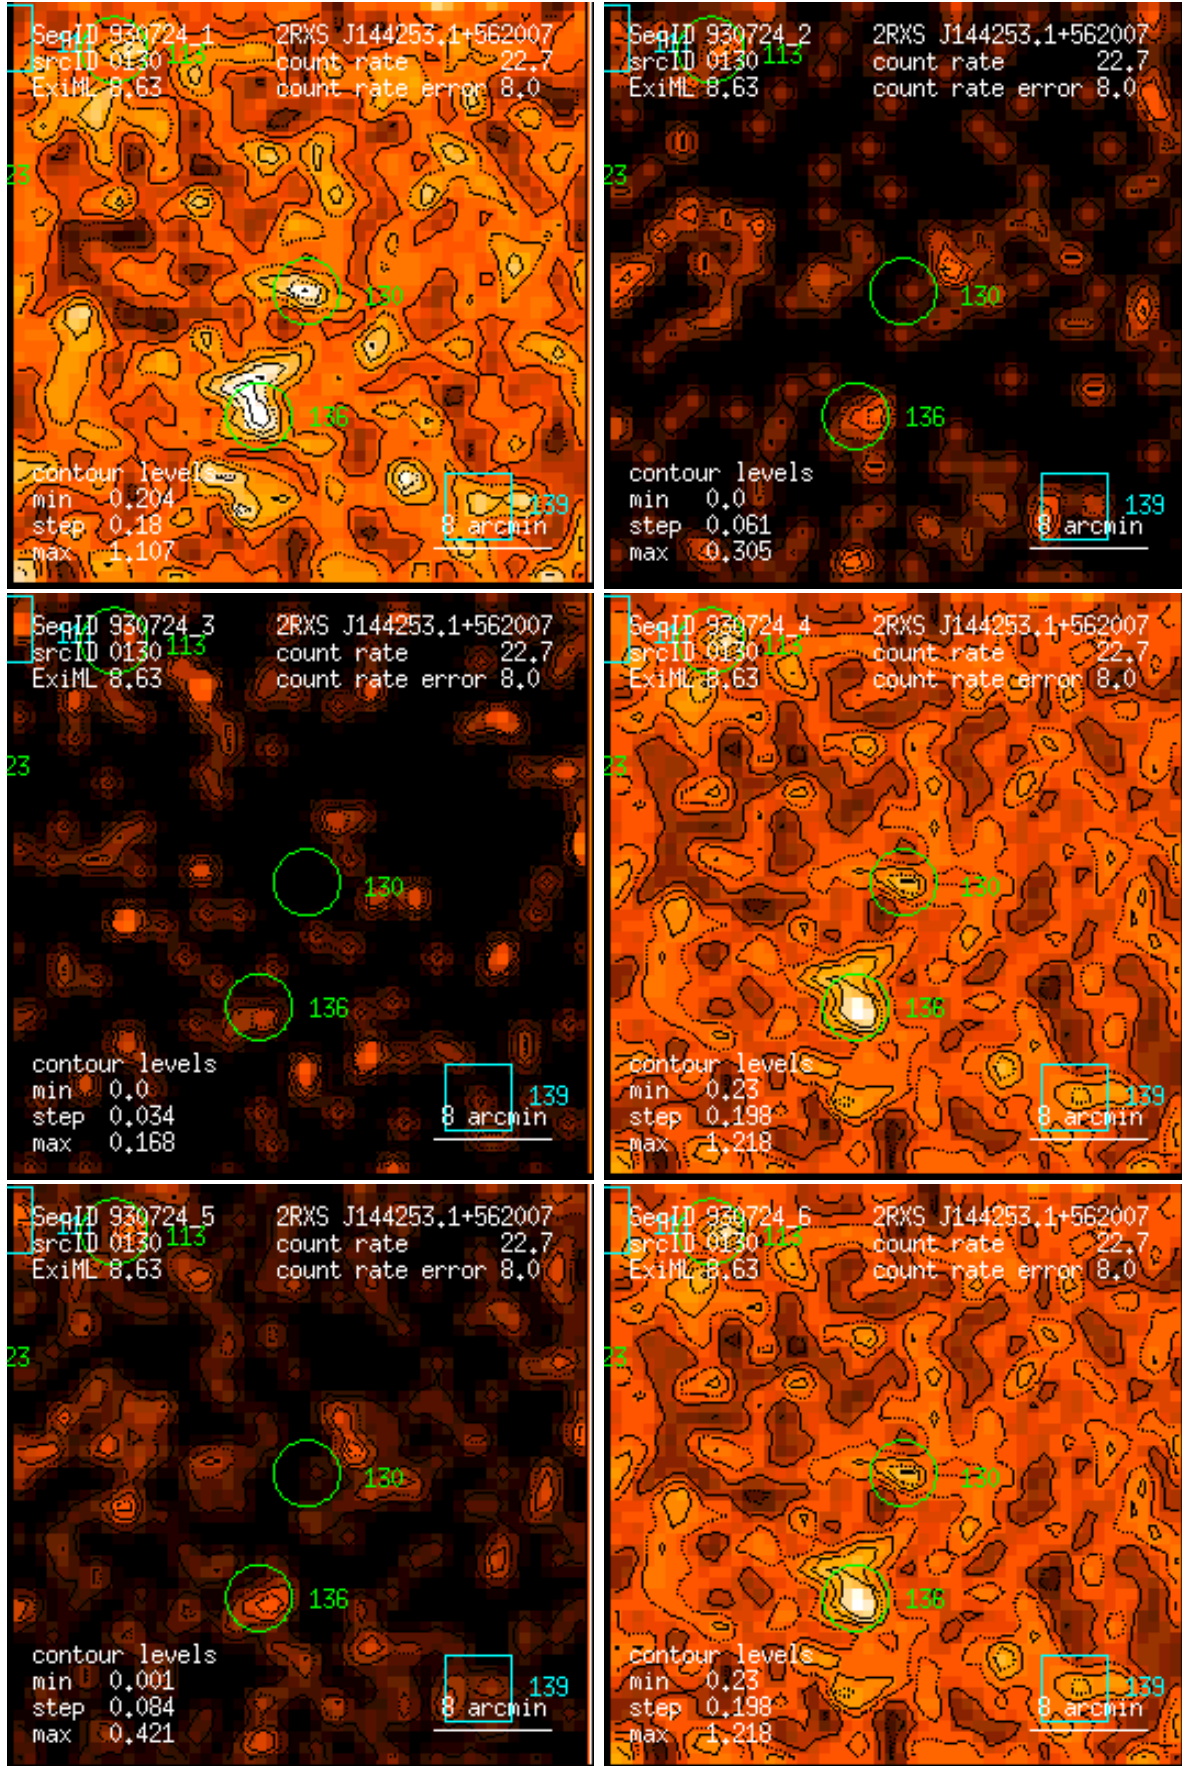 SeqID 930724_1 2RXS J144253.1+562007
srcID 0130 113 count rate 22.7
ExiML 8.63 count rate error 8.0
23
130
136
contour levels
min 0.204
step 0.18 139
max 1.107 8 arcmin
SeqID 930724_2 2RXS J144253.1+562007
srcID 0130 113 count rate 22.7
ExiML 8.63 count rate error 8.0
23
130
136
contour levels
min 0.0
step 0.061 139
max 0.305 8 arcmin
SeqID 930724_3 2RXS J144253.1+562007
srcID 0130 113 count rate 22.7
ExiML 8.63 count rate error 8.0
23
130
136
contour levels
min 0.0
step 0.034 139
max 0.168 8 arcmin
SeqID 930724_4 2RXS J144253.1+562007
srcID 0130 113 count rate 22.7
ExiML 8.63 count rate error 8.0
23
130
136
contour levels
min 0.23
step 0.198 139
max 1.218 8 arcmin
SeqID 930724_5 2RXS J144253.1+562007
srcID 0130 113 count rate 22.7
ExiML 8.63 count rate error 8.0
23
130
136
contour levels
min 0.001
step 0.084 139
max 0.421 8 arcmin
SeqID 930724_6 2RXS J144253.1+562007
srcID 0130 113 count rate 22.7
ExiML 8.63 count rate error 8.0
23
130
136
contour levels
min 0.23
step 0.198 139
max 1.218 8 arcmin